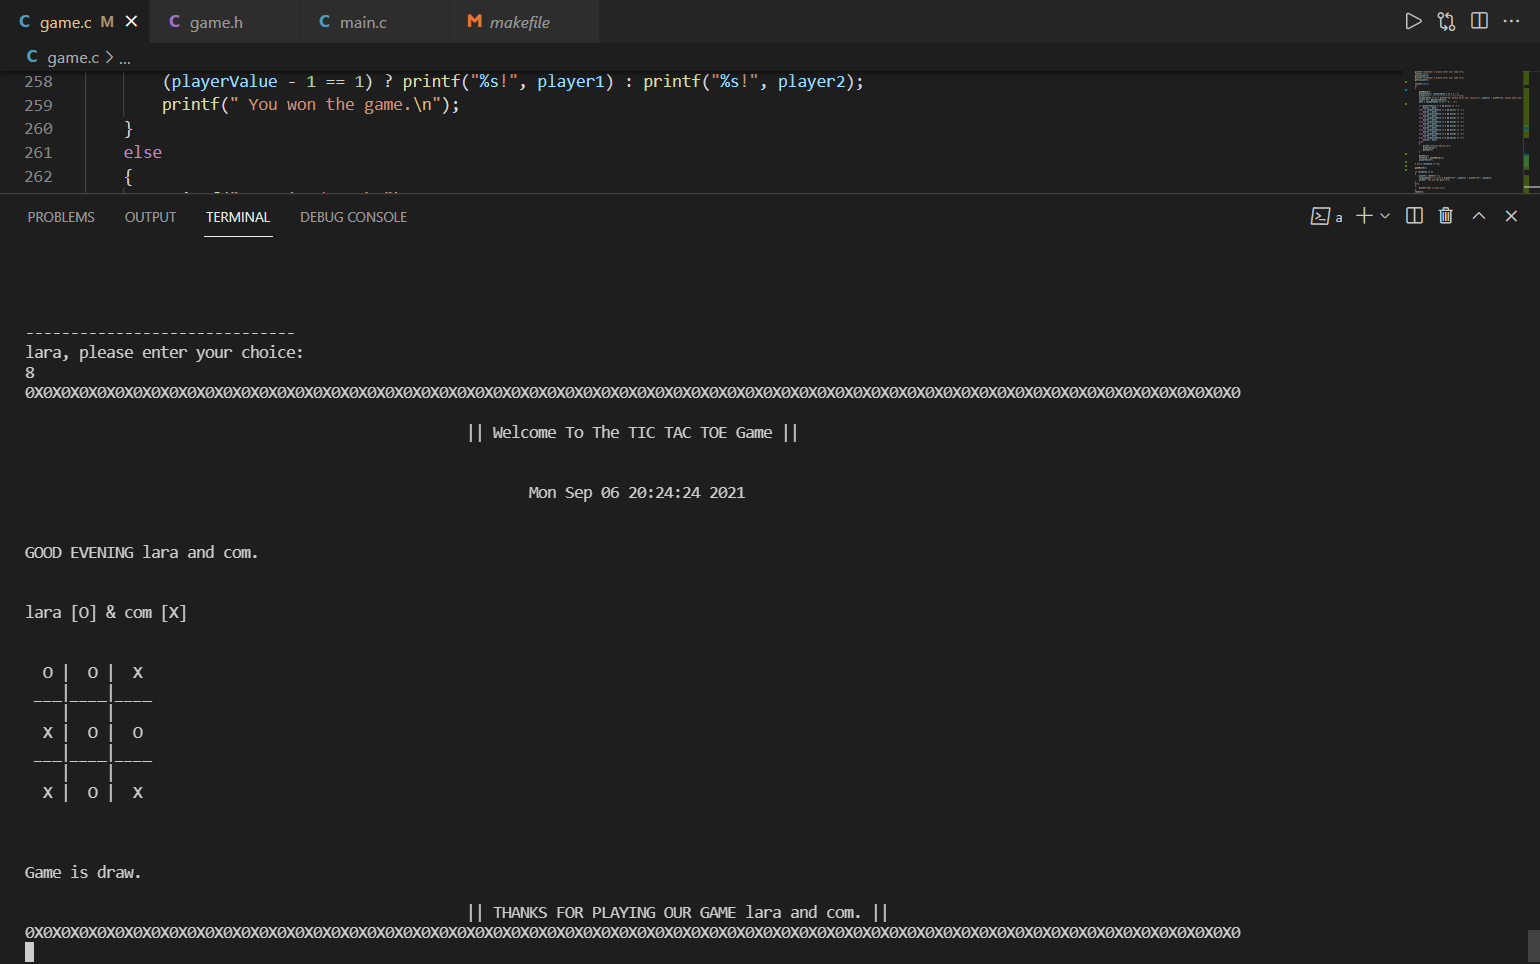 C game.c M X C game.h C main.c M makefile
C game.c > ...
258 (playerValue - 1 == 1) ? printf("%s!", player1) : printf("%s!", player2);
259 printf(" You won the game.\n");
260 }
261 else
262 {
PROBLEMS OUTPUT TERMINAL DEBUG CONSOLE a
------------------------------
lara, please enter your choice:
8
0X0X0X0X0X0X0X0X0X0X0X0X0X0X0X0X0X0X0X0X0X0X0X0X0X0X0X0X0X0X0X0X0X0X0X0X0X0X0X0X0X0X0X0X0X0X0X0X0X0X0X0X0X0X0X0X0X0X0X0X0X0X0X0X0X0X0X0
|| Welcome To The TIC TAC TOE Game ||
Mon Sep 06 20:24:24 2021
GOOD EVENING lara and com.
lara [O] & com [X]
O | O | X
___|____|____
| |
X | O | O
___|____|____
| |
X | O | X
Game is draw.
|| THANKS FOR PLAYING OUR GAME lara and com. ||
0X0X0X0X0X0X0X0X0X0X0X0X0X0X0X0X0X0X0X0X0X0X0X0X0X0X0X0X0X0X0X0X0X0X0X0X0X0X0X0X0X0X0X0X0X0X0X0X0X0X0X0X0X0X0X0X0X0X0X0X0X0X0X0X0X0X0X0